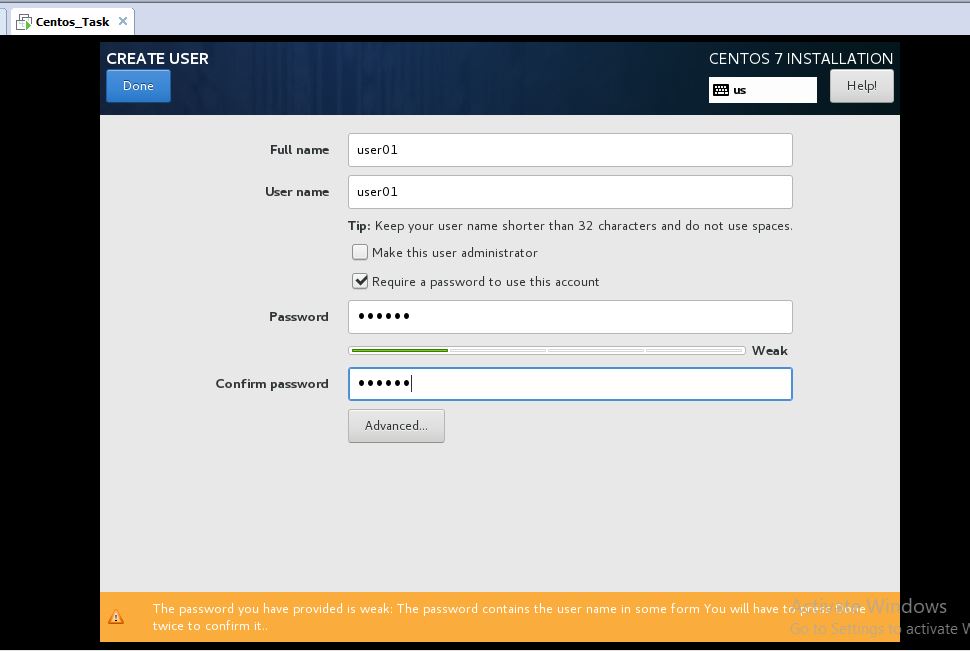 Centos_Task
CREATE USER
CENTOS 7 INSTALLATION
Done
us
Help!
Full name
user01
User name
user01
Tip: Keep your user name shorter than 32 characters and do not use spaces.
Make this user administrator
Require a password to use this account
Password
••••••
Weak
Confirm password
••••••
Advanced...
The password you have provided is weak: The password contains the user name in some form You will have to press Done
twice to confirm it..
Activate Windows
Go to Settings to activate W